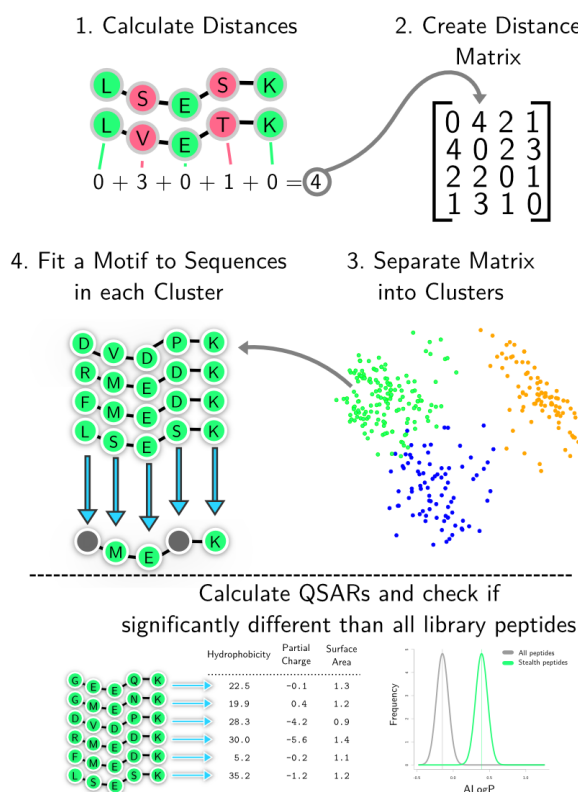 1. Calculate Distances
L S E S K
L V E T K
0 + 3 + 0 + 1 + 0 = 4
2. Create Distance
Matrix
0 4 2 1
4 0 2 3
2 2 0 1
1 3 1 0
4. Fit a Motif to Sequences
in each Cluster
D V D P K
R M E D K
F M E D K
L S E S K
M E K
3. Separate Matrix
into Clusters
Calculate QSARs and check if
significantly different than all library peptides
Hydrophobicity Partial Charge Surface Area
G E E Q K 22.5 −0.1 1.3
G M E N K 19.9 0.4 1.2
D V D P K 28.3 −4.2 0.9
R M E D K 30.0 −5.6 1.4
F M E D K 5.2 −0.2 1.1
L S E S K 35.2 −1.2 1.2
All peptides
Stealth peptides
Frequency
ALogP